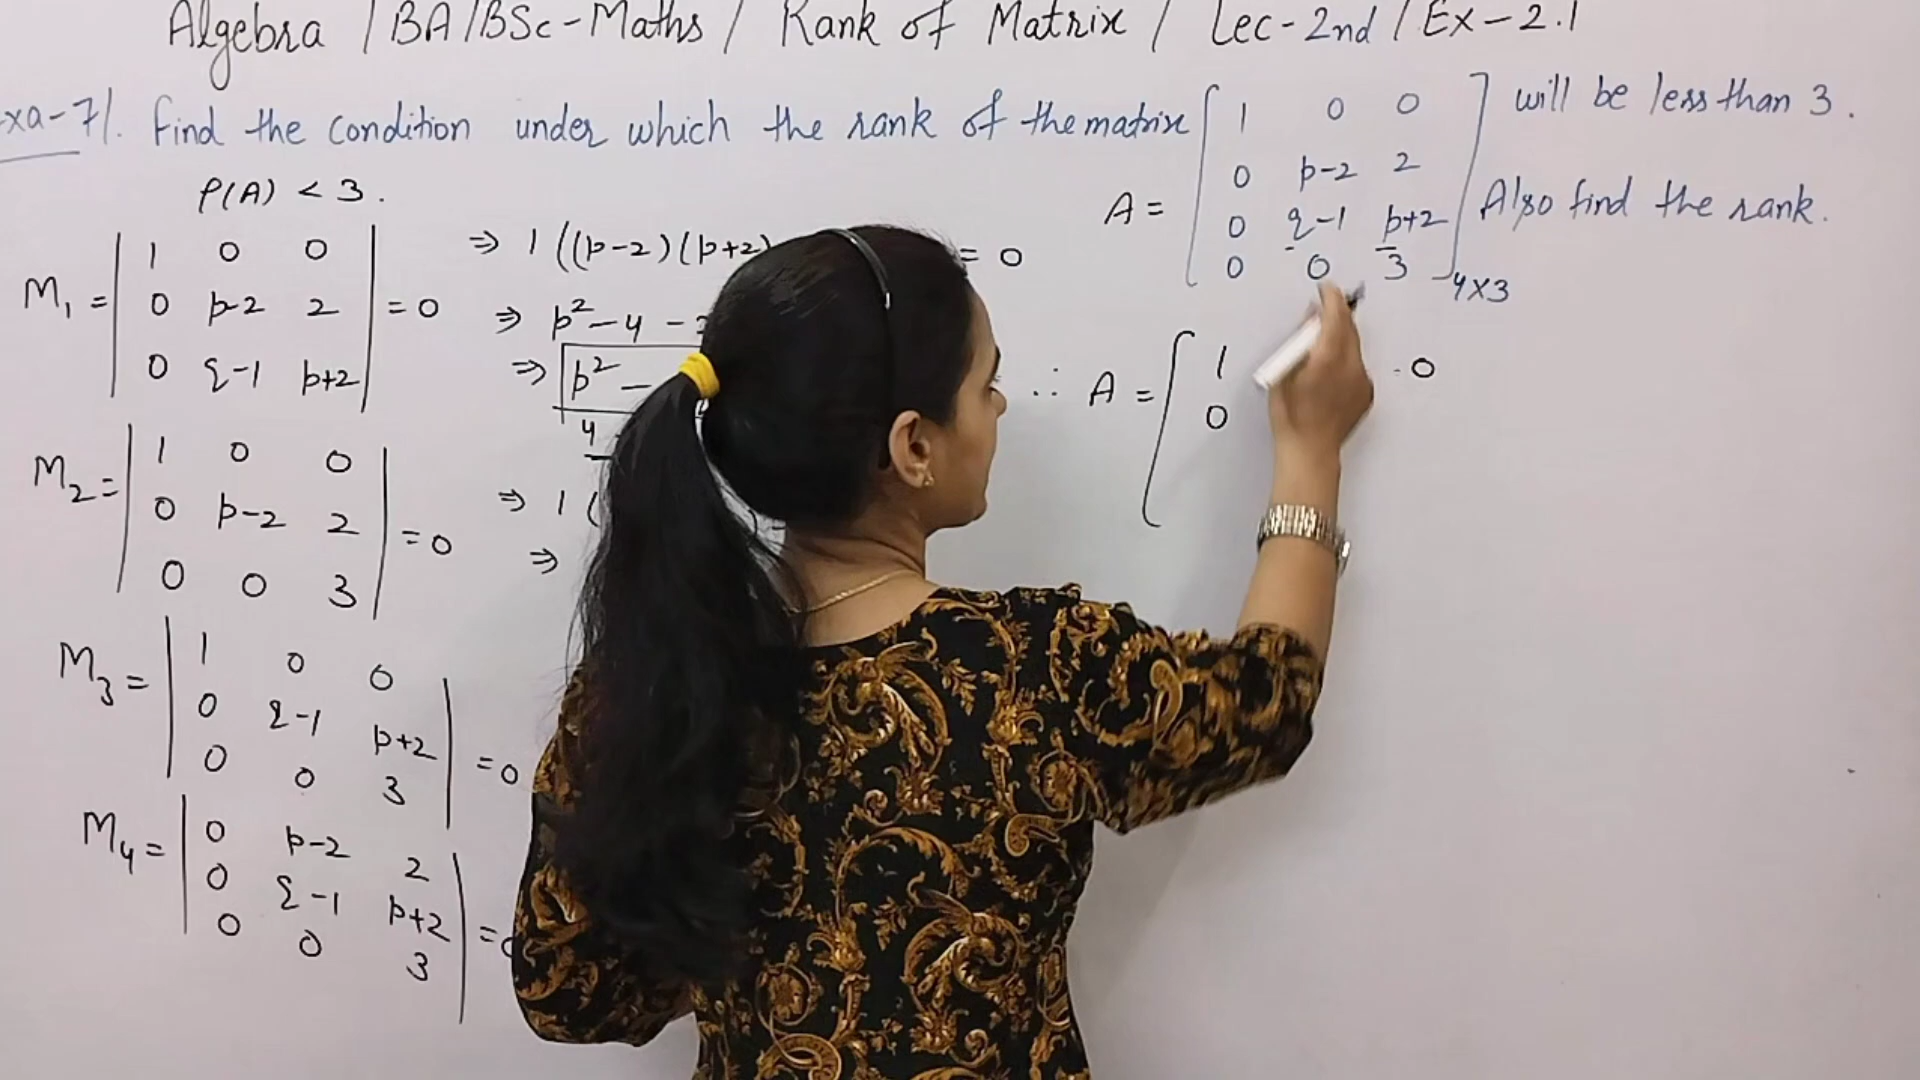 Algebra / BA/BSc-Maths / Rank of Matrix / Lec-2nd / Ex-2.1
xa-7|. Find the condition under which the rank of the matrix A = [ 1 0 0
0 p-2 2
0 q-1 p+2
0 0 3 ]4×3 will be less than 3.
Also find the rank.
ρ(A) < 3.
M1 = | 1 0 0
0 p-2 2
0 q-1 p+2 | = 0
⇒ 1((p-2)(p+2) = 0
⇒ p² - 4 -
⇒ p² -
4
M2 = | 1 0 0
0 p-2 2
0 0 3 | = 0
⇒ 1(
⇒
M3 = | 1 0 0
0 q-1 p+2
0 0 3 | = 0
M4 = | 0 p-2 2
0 q-1 p+2
0 0 3 | =
∴ A = [ 1 0
0